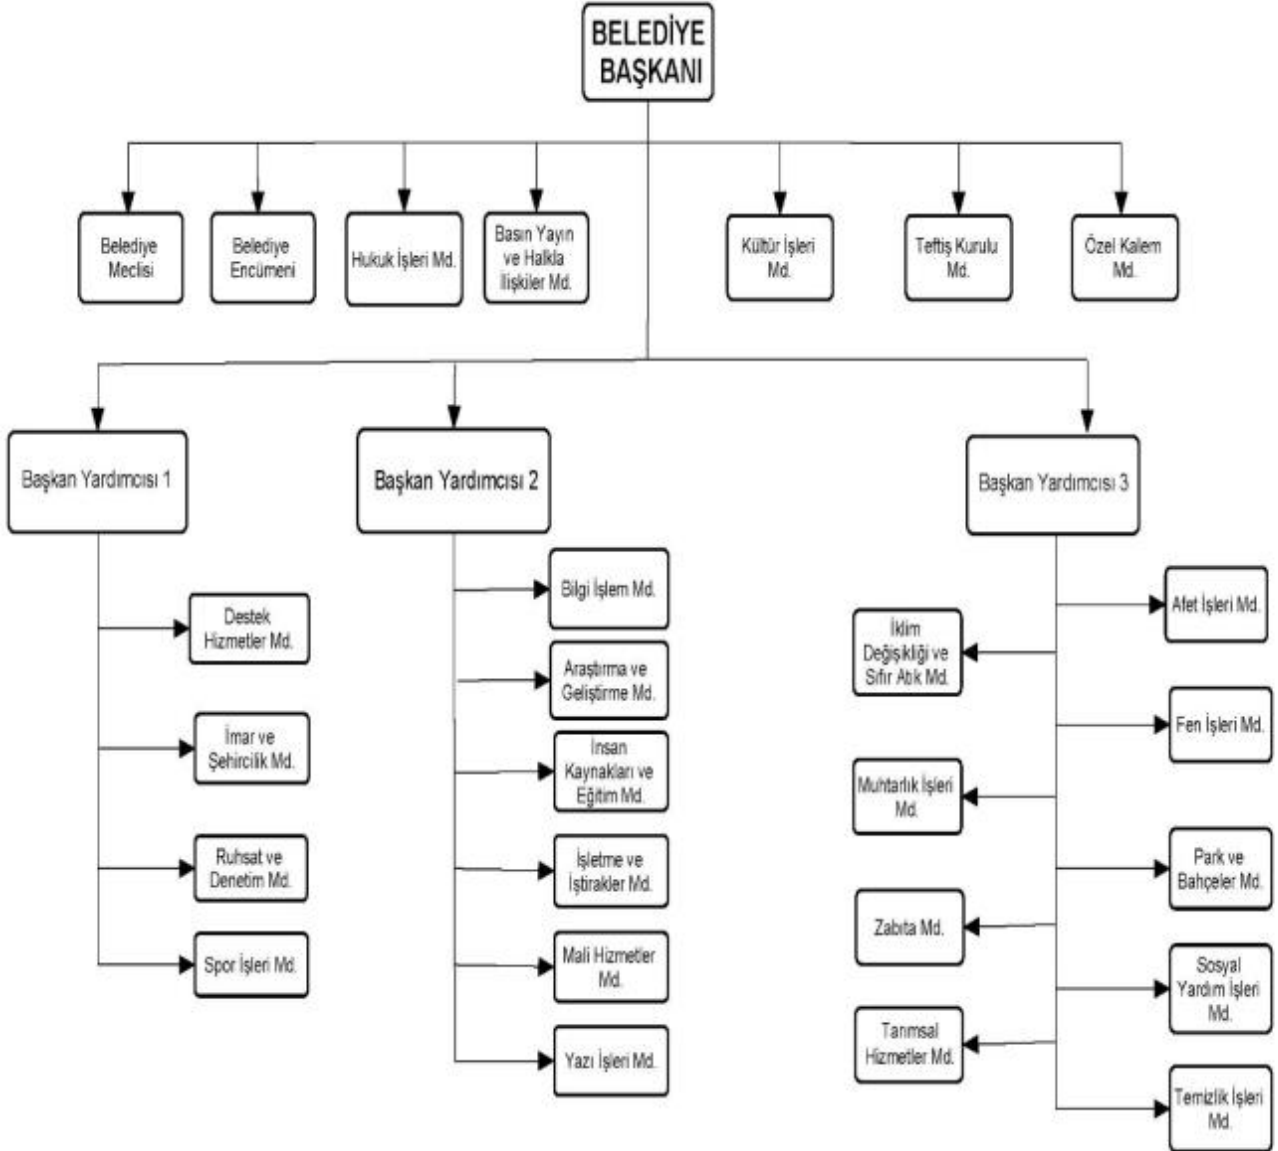 BELEDİYE
BAŞKANI
Belediye
Meclisi
Belediye
Encümeni
Hukuk İşleri Md.
Basın Yayın
ve Halkla
İlişkiler Md.
Kültür İşleri
Md.
Teftiş Kurulu
Md.
Özel Kalem
Md.
Başkan Yardımcısı 1
Destek
Hizmetler Md.
İmar ve
Şehircilik Md.
Ruhsat ve
Denetim Md.
Spor İşleri Md.
Başkan Yardımcısı 2
Bilgi İşlem Md.
Araştırma ve
Geliştirme Md.
İnsan
Kaynakları ve
Eğitim Md.
İşletme ve
İştirakler Md.
Mali Hizmetler
Md.
Yazı İşleri Md.
Başkan Yardımcısı 3
İklim
Değişikliği ve
Sıfır Atık Md.
Muhtarlık İşleri
Md.
Zabıta Md.
Tarımsal
Hizmetler Md.
Afet İşleri Md.
Fen İşleri Md.
Park ve
Bahçeler Md.
Sosyal
Yardım İşleri
Md.
Temizlik İşleri
Md.